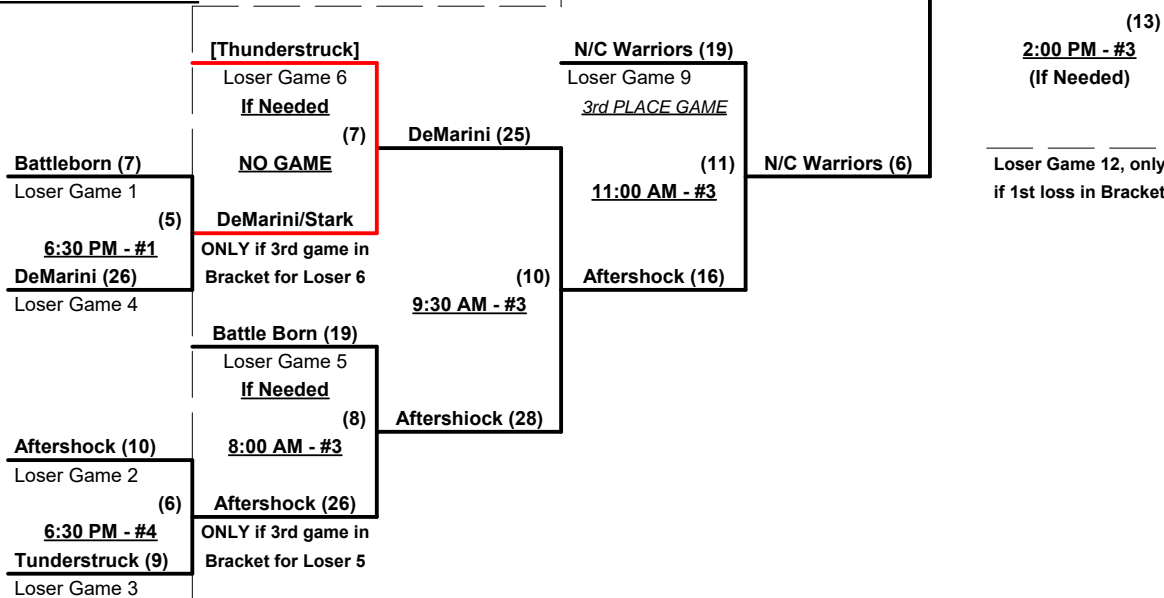 (13)
[Thunderstruck]
N/C Warriors (19)
2:00 PM - #3
Loser Game 6
Loser Game 9
(If Needed)
If Needed
3rd PLACE GAME
(7)
DeMarini (25)
Battleborn (7)
NO GAME
(11)
N/C Warriors (6)
Loser Game 12, only
Loser Game 1
11:00 AM - #3
if 1st loss in Bracket
(5)
DeMarini/Stark
6:30 PM - #1
ONLY if 3rd game in
DeMarini (26)
Bracket for Loser 6
(10)
Aftershock (16)
Loser Game 4
9:30 AM - #3
Battle Born (19)
Loser Game 5
If Needed
(8)
Aftershiock (28)
Aftershock (10)
8:00 AM - #3
Loser Game 2
(6)
Aftershock (26)
6:30 PM - #4
ONLY if 3rd game in
Tunderstruck (9)
Bracket for Loser 5
Loser Game 3